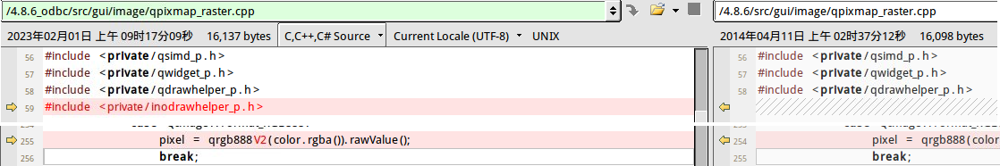 /4.8.6_odbc/src/gui/image/qpixmap_raster.cpp
2023年02月01日 上午 09时17分09秒 16,137 bytes C,C++,C# Source Current Locale (UTF-8) UNIX
56 #include <private/qsimd_p.h>
57 #include <private/qwidget_p.h>
58 #include <private/qdrawhelper_p.h>
59 #include <private/inodrawhelper_p.h>
255 pixel = qrgb888V2(color.rgba()).rawValue();
256 break;
/4.8.6/src/gui/image/qpixmap_raster.cpp
2014年04月11日 上午 02时37分12秒 16,098 bytes
56 #include <private/qsimd_p.h>
57 #include <private/qwidget_p.h>
58 #include <private/qdrawhelper_p.h>
254 pixel = qrgb888(colo
255 break;